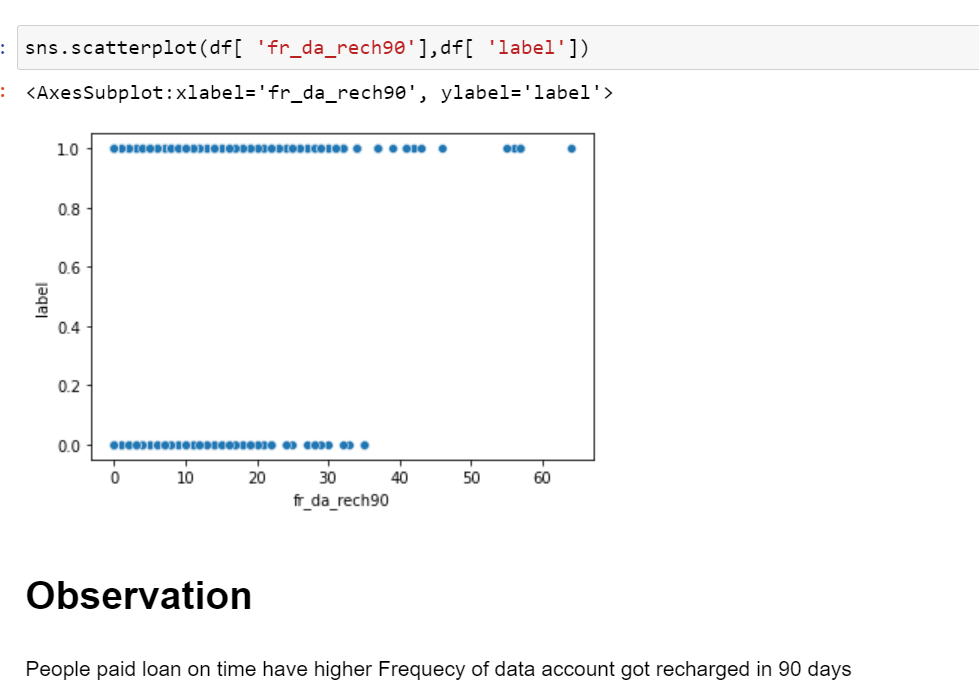 : sns.scatterplot(df[ 'fr_da_rech90'],df[ 'label'])
: <AxesSubplot:xlabel='fr_da_rech90', ylabel='label'>
1.0
0.8
0.6
label
0.4
0.2
0.0
0 10 20 30 40 50 60
fr_da_rech90
Observation
People paid loan on time have higher Frequecy of data account got recharged in 90 days